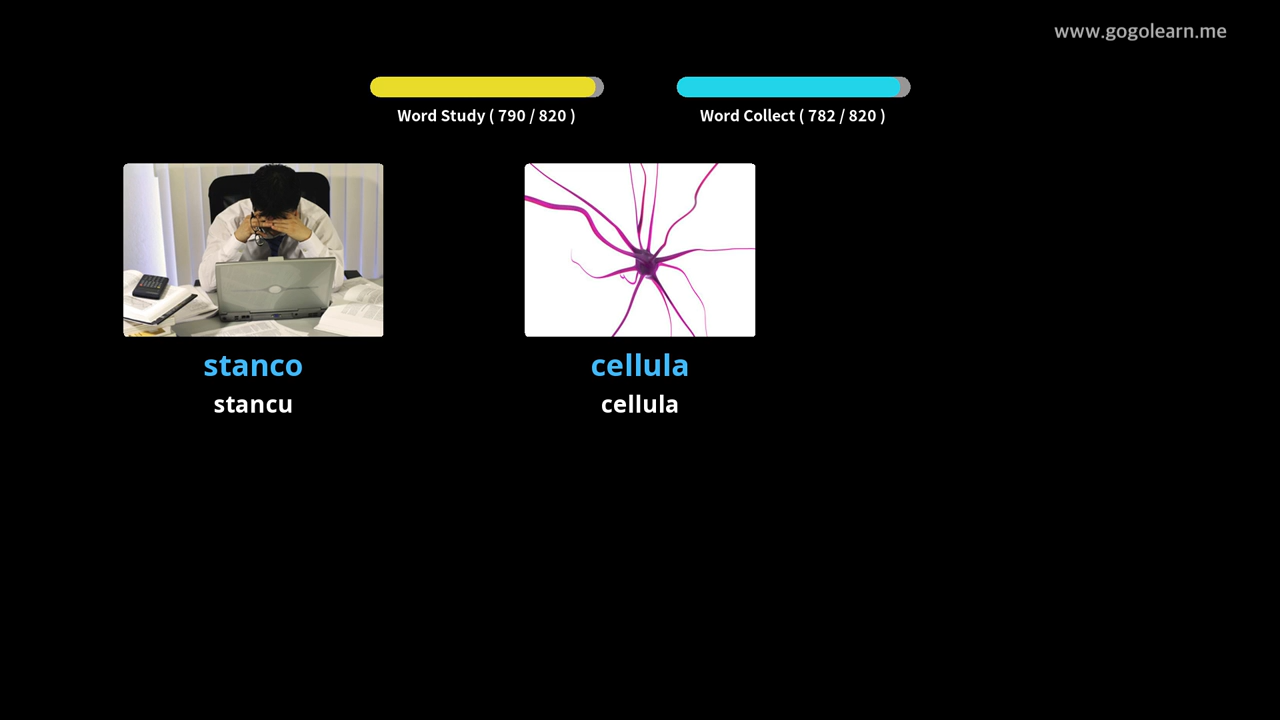 www.gogolearn.me
Word Study ( 790 / 820 )
Word Collect ( 782 / 820 )
stanco
stancu
cellula
cellula